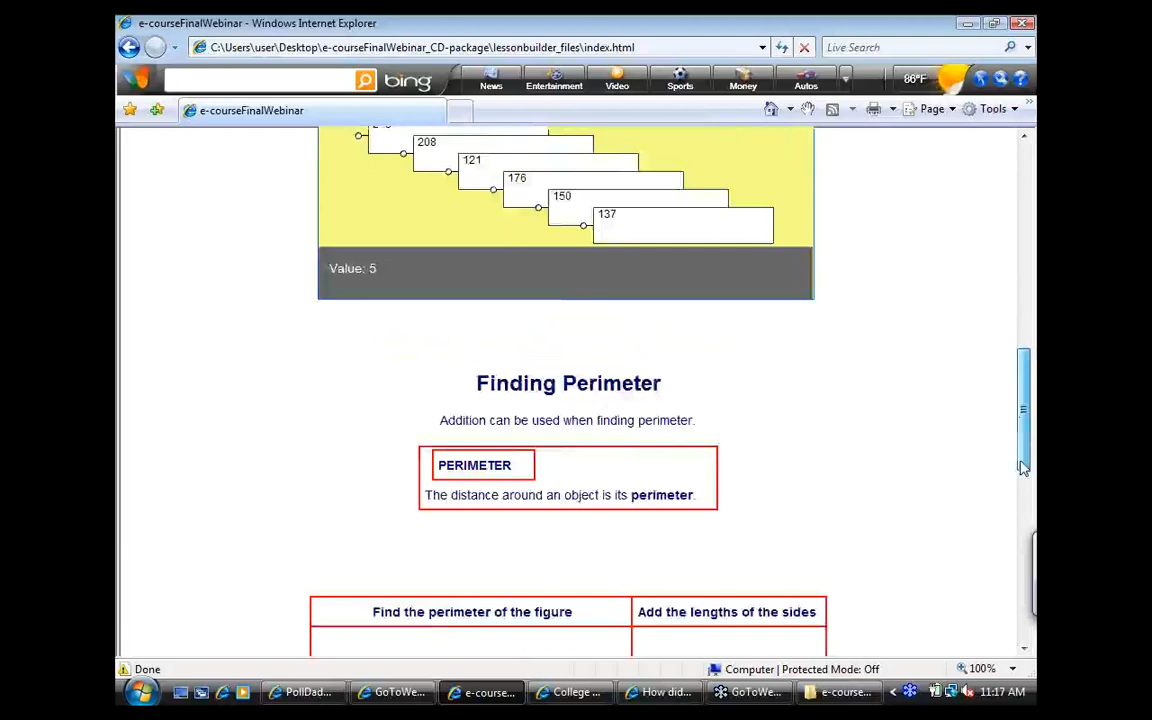 e-courseFinalWebinar - Windows Internet Explorer
C:\Users\user\Desktop\e-courseFinalWebinar_CD-package\lessonbuilder_files\index.html
Live Search
bing
News
Entertainment
Video
Sports
Money
Autos
86°F
e-courseFinalWebinar
Page
Tools
208
121
176
150
137
Value: 5
Finding Perimeter
Addition can be used when finding perimeter.
PERIMETER
The distance around an object is its perimeter.
Find the perimeter of the figure
Add the lengths of the sides
Done
Computer | Protected Mode: Off
100%
PollDad...
GoToWe...
e-course...
College ...
How did...
GoToWe...
e-course...
11:17 AM